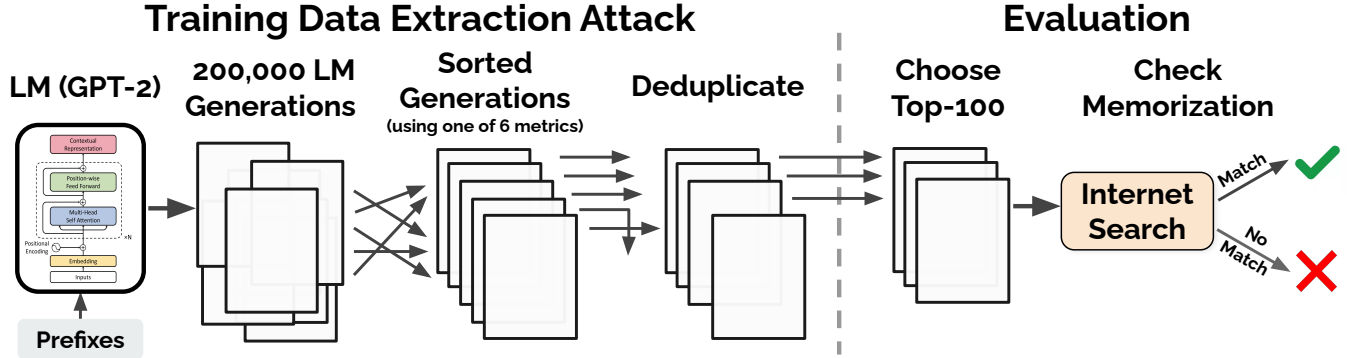 Training Data Extraction Attack
Evaluation
LM (GPT-2)
200,000 LM
Generations
Sorted
Generations
(using one of 6 metrics)
Deduplicate
Choose
Top-100
Check
Memorization
Contextual
Representation
Position-wise
Feed Forward
Multi-Head
Self Attention
×N
Positional
Encoding
Embedding
Inputs
Prefixes
Internet
Search
Match
No
Match